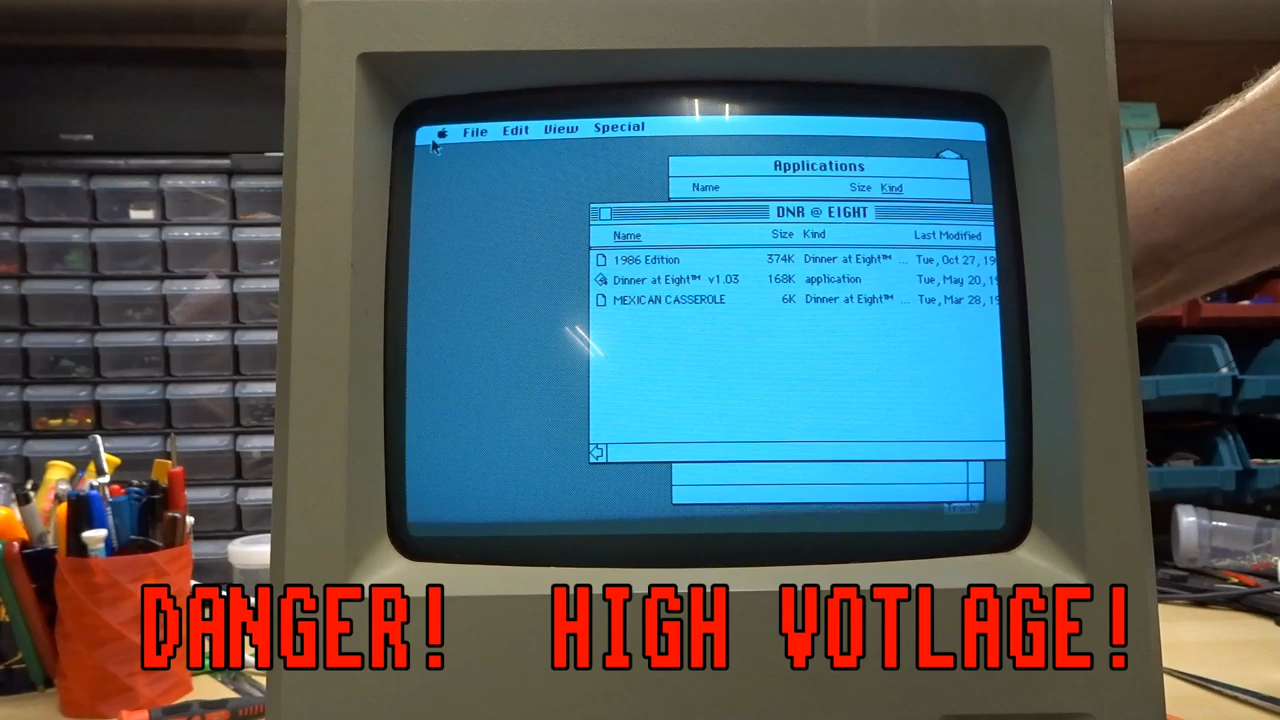 File Edit View Special
Applications
Name Size Kind
DNR @ EIGHT
Name Size Kind Last Modified
1986 Edition 374K Dinner at Eight™ ... Tue, Oct 27, 19
Dinner at Eight™ v1.03 168K application Tue, May 20, 1
MEXICAN CASSEROLE 6K Dinner at Eight™ ... Tue, Mar 28, 19
Trash
DANGER! HIGH VOTLAGE!